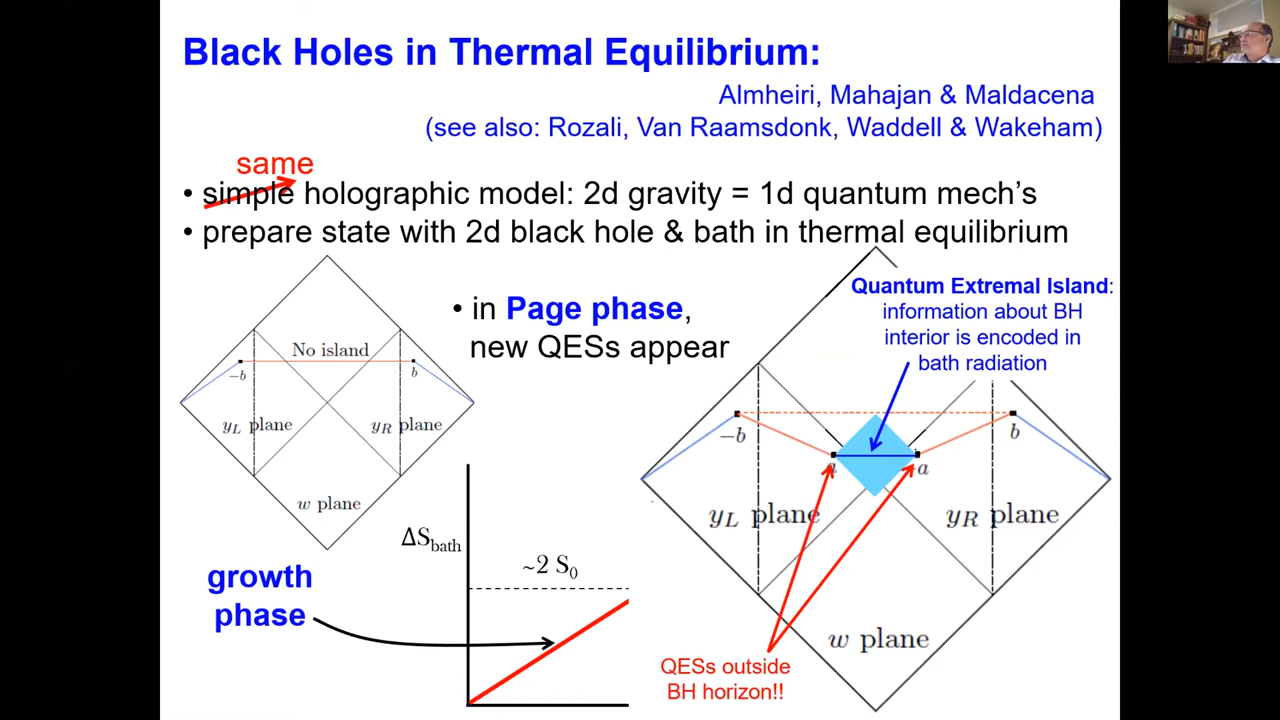 Black Holes in Thermal Equilibrium:
Almheiri, Mahajan & Maldacena
(see also: Rozali, Van Raamsdonk, Waddell & Wakeham)
same
• simple holographic model: 2d gravity = 1d quantum mech's
• prepare state with 2d black hole & bath in thermal equilibrium
• in Page phase,
new QESs appear
Quantum Extremal Island:
information about BH
interior is encoded in
bath radiation
No island
−b
b
y_L plane
y_R plane
w plane
−b
b
a
y_L plane
y_R plane
w plane
ΔS_bath
~2 S_0
growth
phase
QESs outside
BH horizon!!